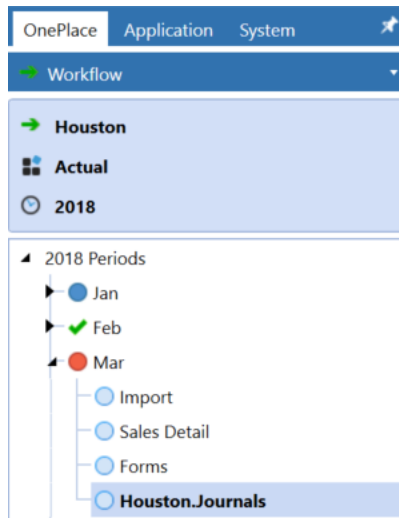 OnePlace Application System
Workflow
Houston
Actual
2018
2018 Periods
Jan
Feb
Mar
Import
Sales Detail
Forms
Houston.Journals